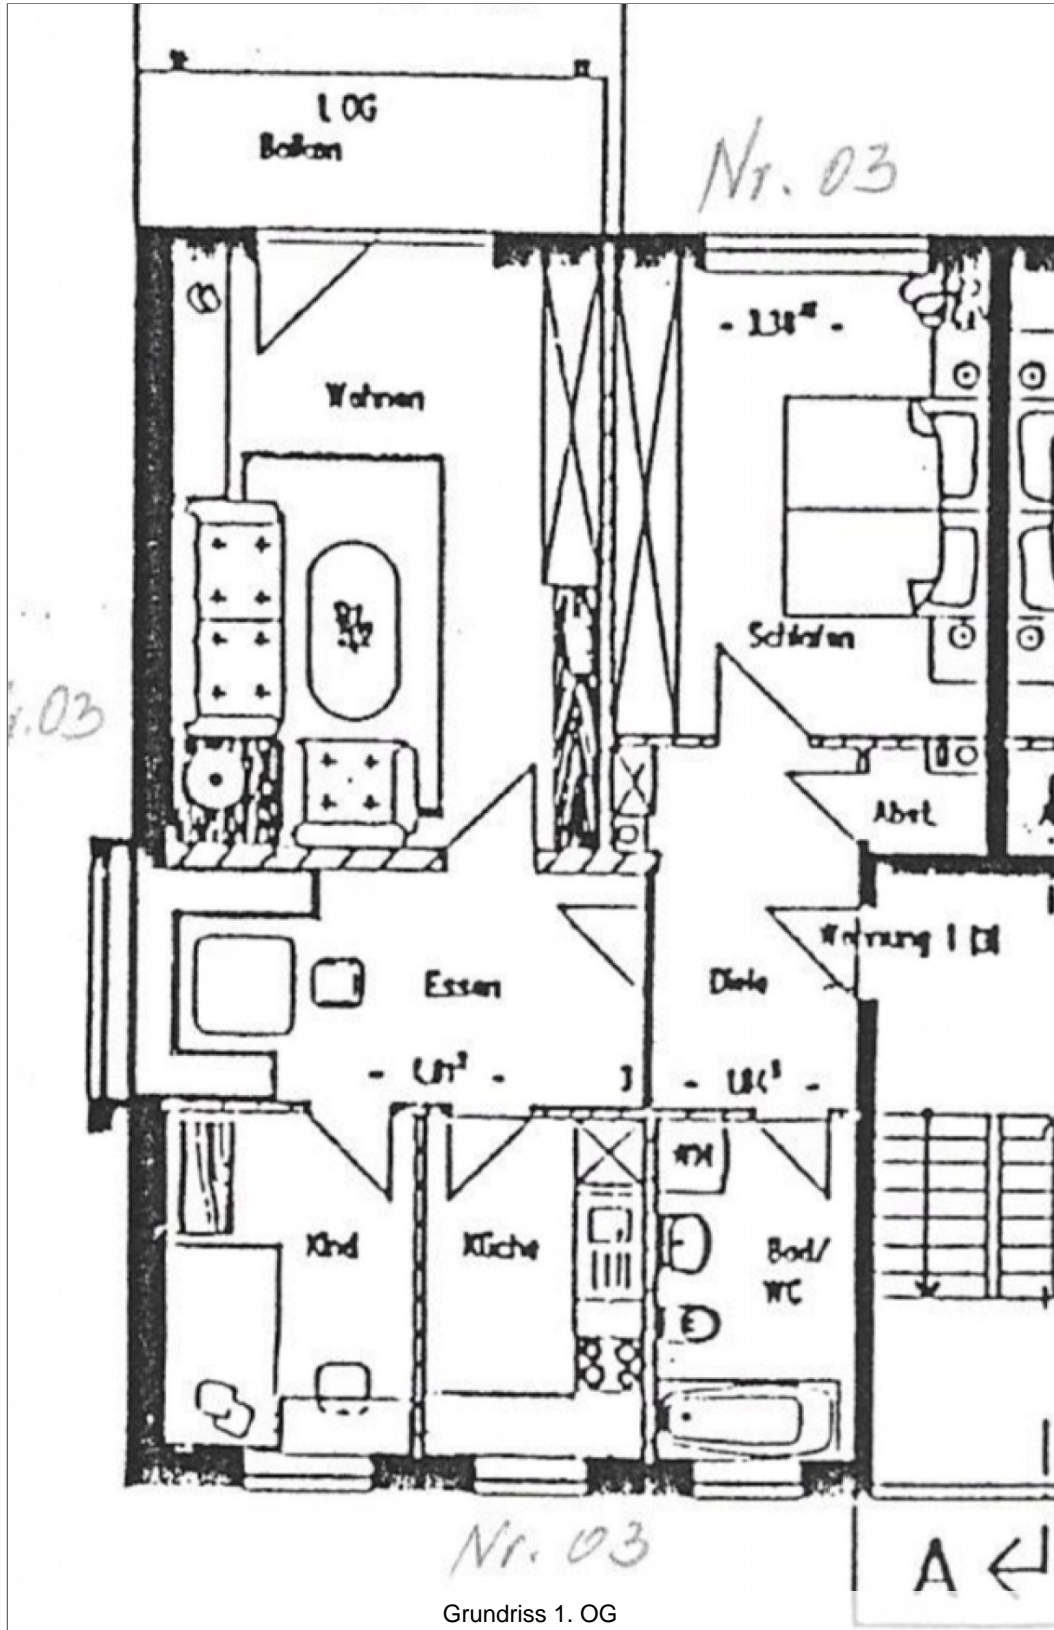 1. OG
Balkon
Nr. 03
Wohnen
Schlafen
.03
Abst.
Wohnung 1
Essen
Diele
Kind
Küche
Bad/
WC
Nr. 03
A
Grundriss 1. OG